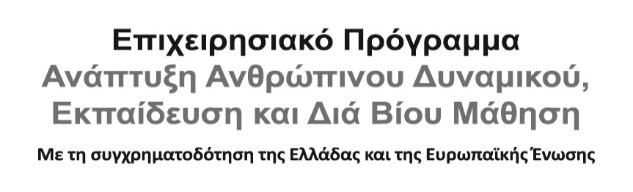 Επιχειρησιακό Πρόγραμμα
Ανάπτυξη Ανθρώπινου Δυναμικού,
Εκπαίδευση και Διά Βίου Μάθηση
Με τη συγχρηματοδότηση της Ελλάδας και της Ευρωπαϊκής Ένωσης